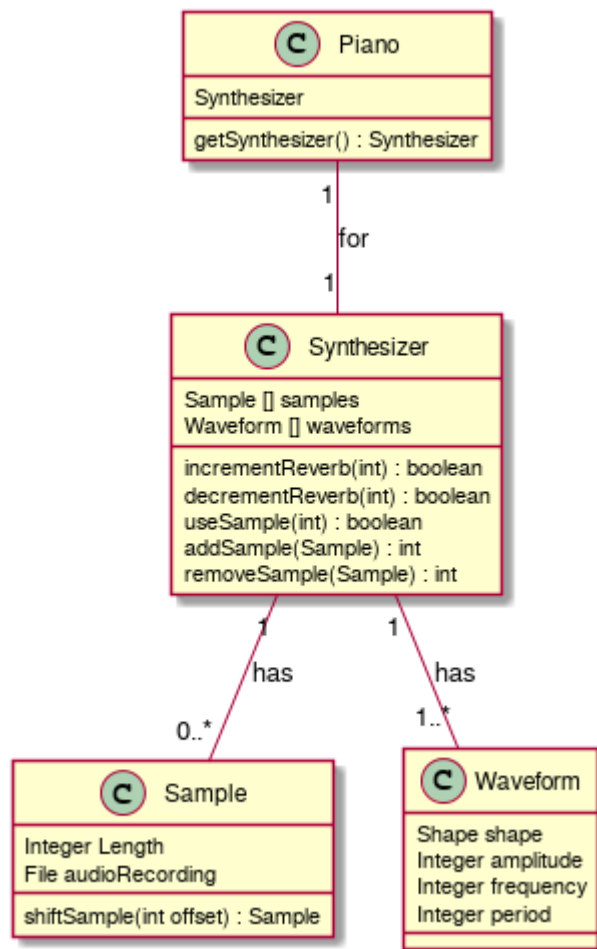 C Piano
Synthesizer
getSynthesizer() : Synthesizer
1
for
1
C Synthesizer
Sample [] samples
Waveform [] waveforms
incrementReverb(int) : boolean
decrementReverb(int) : boolean
useSample(int) : boolean
addSample(Sample) : int
removeSample(Sample) : int
1 1
has has
0..* 1..*
C Sample
Integer Length
File audioRecording
shiftSample(int offset) : Sample
C Waveform
Shape shape
Integer amplitude
Integer frequency
Integer period